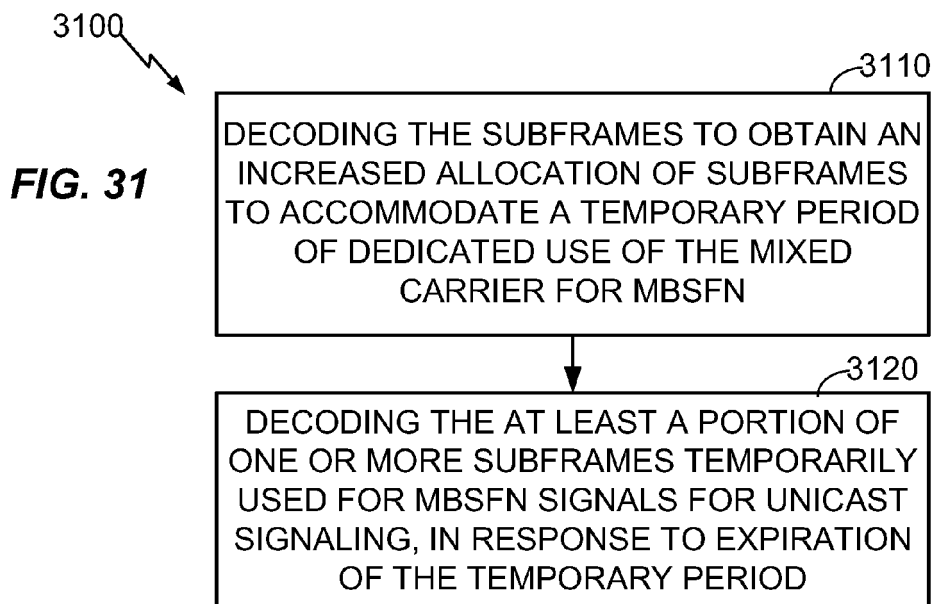 3100
3110
FIG. 31
DECODING THE SUBFRAMES TO OBTAIN AN
INCREASED ALLOCATION OF SUBFRAMES
TO ACCOMMODATE A TEMPORARY PERIOD
OF DEDICATED USE OF THE MIXED
CARRIER FOR MBSFN
3120
DECODING THE AT LEAST A PORTION OF
ONE OR MORE SUBFRAMES TEMPORARILY
USED FOR MBSFN SIGNALS FOR UNICAST
SIGNALING, IN RESPONSE TO EXPIRATION
OF THE TEMPORARY PERIOD